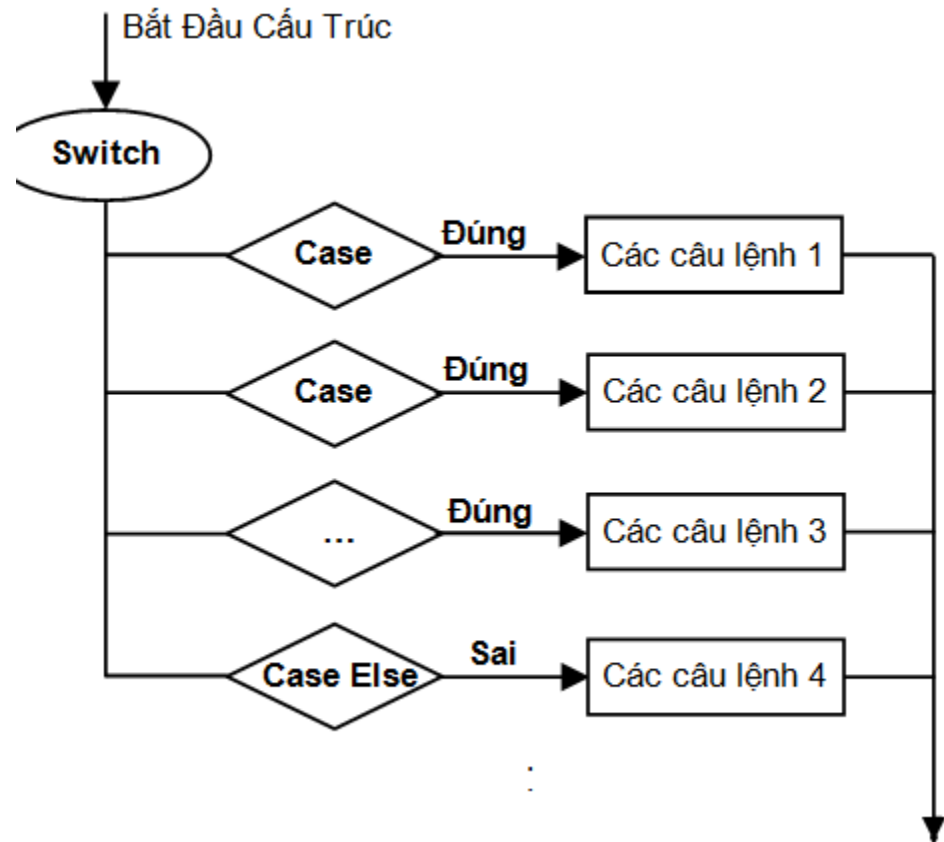 Bắt Đầu Cấu Trúc
Switch
Case
Đúng
Các câu lệnh 1
Case
Đúng
Các câu lệnh 2
...
Đúng
Các câu lệnh 3
Case Else
Sai
Các câu lệnh 4
: